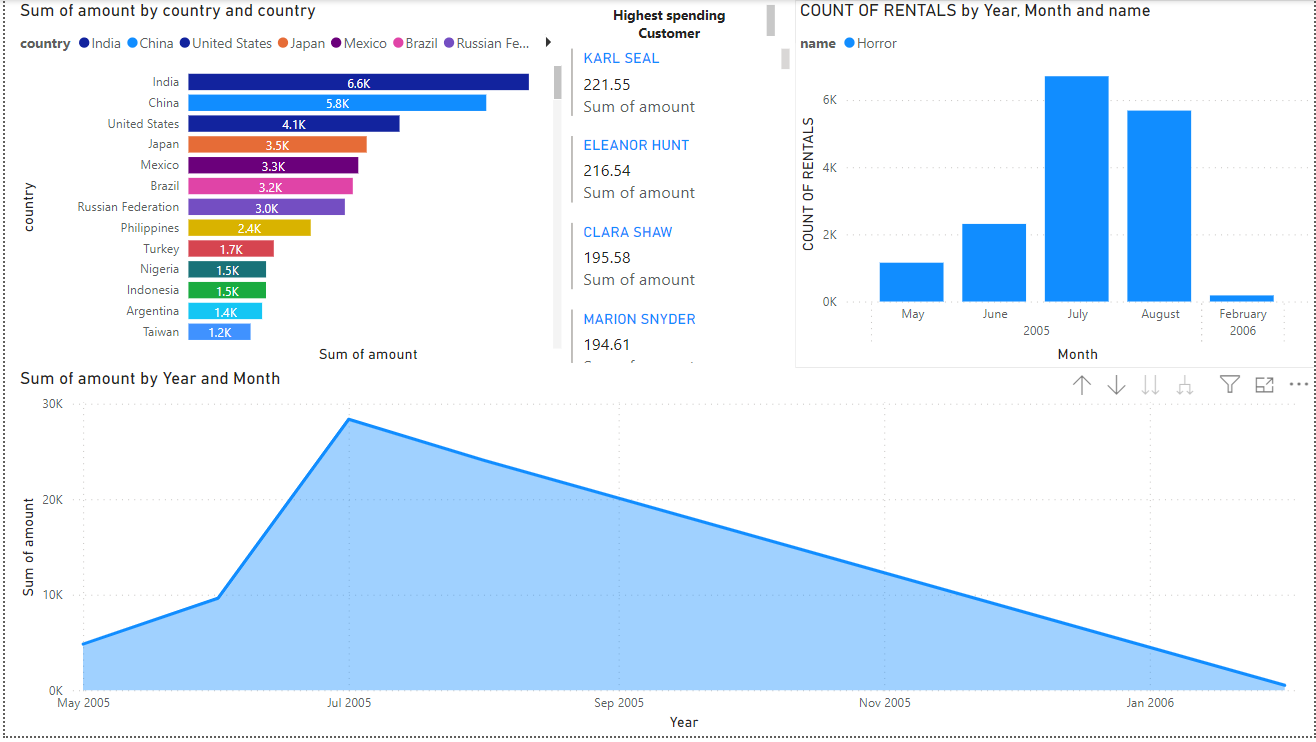 Sum of amount by country and country
country India China United States Japan Mexico Brazil Russian Fe...
India 6.6K
China 5.8K
United States 4.1K
Japan 3.5K
Mexico 3.3K
Brazil 3.2K
Russian Federation 3.0K
Philippines 2.4K
Turkey 1.7K
Nigeria 1.5K
Indonesia 1.5K
Argentina 1.4K
Taiwan 1.2K
country
Sum of amount
Highest spending
Customer
KARL SEAL
221.55
Sum of amount
ELEANOR HUNT
216.54
Sum of amount
CLARA SHAW
195.58
Sum of amount
MARION SNYDER
194.61
COUNT OF RENTALS by Year, Month and name
name Horror
COUNT OF RENTALS
6K
4K
2K
0K
May June July August February
2005 2006
Month
Sum of amount by Year and Month
Sum of amount
30K
20K
10K
0K
May 2005 Jul 2005 Sep 2005 Nov 2005 Jan 2006
Year